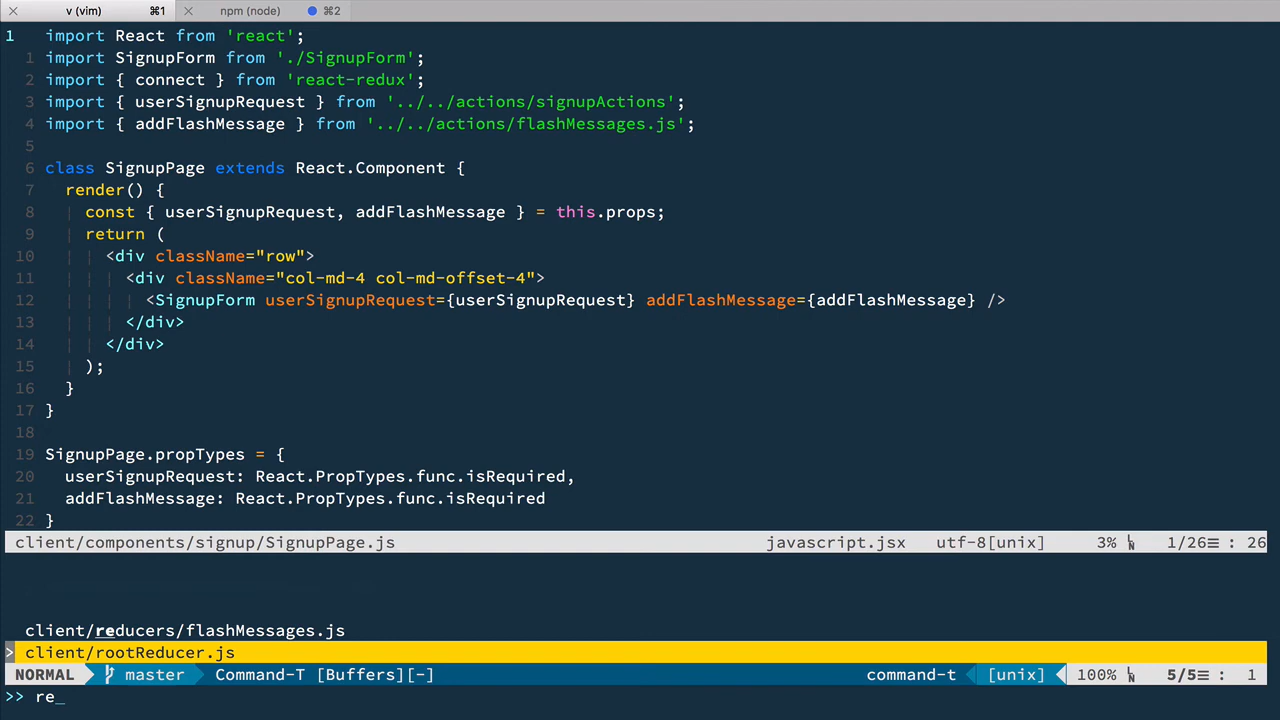 v (vim) ⌘1 npm (node) ⌘2
1 import React from 'react';
1 import SignupForm from './SignupForm';
2 import { connect } from 'react-redux';
3 import { userSignupRequest } from '../../actions/signupActions';
4 import { addFlashMessage } from '../../actions/flashMessages.js';
5
6 class SignupPage extends React.Component {
7 render() {
8 const { userSignupRequest, addFlashMessage } = this.props;
9 return (
10 <div className="row">
11 <div className="col-md-4 col-md-offset-4">
12 <SignupForm userSignupRequest={userSignupRequest} addFlashMessage={addFlashMessage} />
13 </div>
14 </div>
15 );
16 }
17 }
18
19 SignupPage.propTypes = {
20 userSignupRequest: React.PropTypes.func.isRequired,
21 addFlashMessage: React.PropTypes.func.isRequired
22 }
client/components/signup/SignupPage.js javascript.jsx utf-8[unix] 3% ㏑ 1/26≡ : 26
client/reducers/flashMessages.js
> client/rootReducer.js
NORMAL master Command-T [Buffers][-] command-t [unix] 100% ㏑ 5/5≡ : 1
>> re_